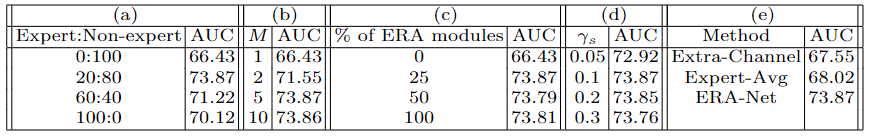 (a) (b) (c) (d) (e)
Expert:Non-expert AUC M AUC % of ERA modules AUC γs AUC Method AUC
0:100 66.43 1 66.43 0 66.43 0.05 72.92 Extra-Channel 67.55
20:80 73.87 2 71.55 25 73.87 0.1 73.87 Expert-Avg 68.02
60:40 71.22 5 73.87 50 73.79 0.2 73.85 ERA-Net 73.87
100:0 70.12 10 73.86 100 73.81 0.3 73.76